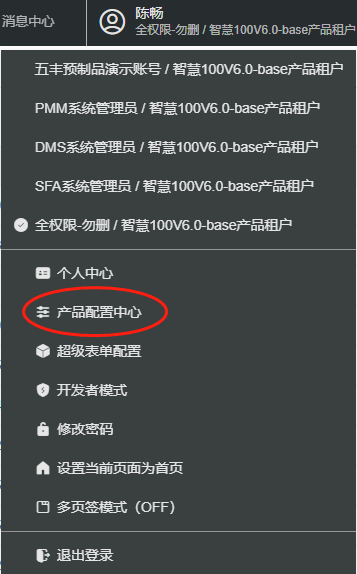 消息中心
陈畅
全权限-勿删 / 智慧100V6.0-base产品租户
五丰预制品演示账号 / 智慧100V6.0-base产品租户
PMM系统管理员 / 智慧100V6.0-base产品租户
DMS系统管理员 / 智慧100V6.0-base产品租户
SFA系统管理员 / 智慧100V6.0-base产品租户
全权限-勿删 / 智慧100V6.0-base产品租户
个人中心
产品配置中心
超级表单配置
开发者模式
修改密码
设置当前页面为首页
多页签模式（OFF）
退出登录